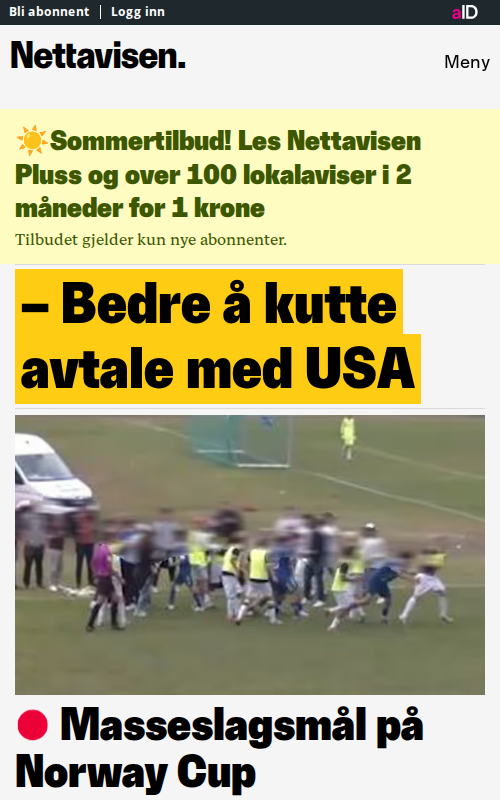 Bli abonnent | Logg inn
aID
Nettavisen.
Meny
☀️Sommertilbud! Les Nettavisen
Pluss og over 100 lokalaviser i 2
måneder for 1 krone
Tilbudet gjelder kun nye abonnenter.
– Bedre å kutte
avtale med USA
Masseslagsmål på
Norway Cup